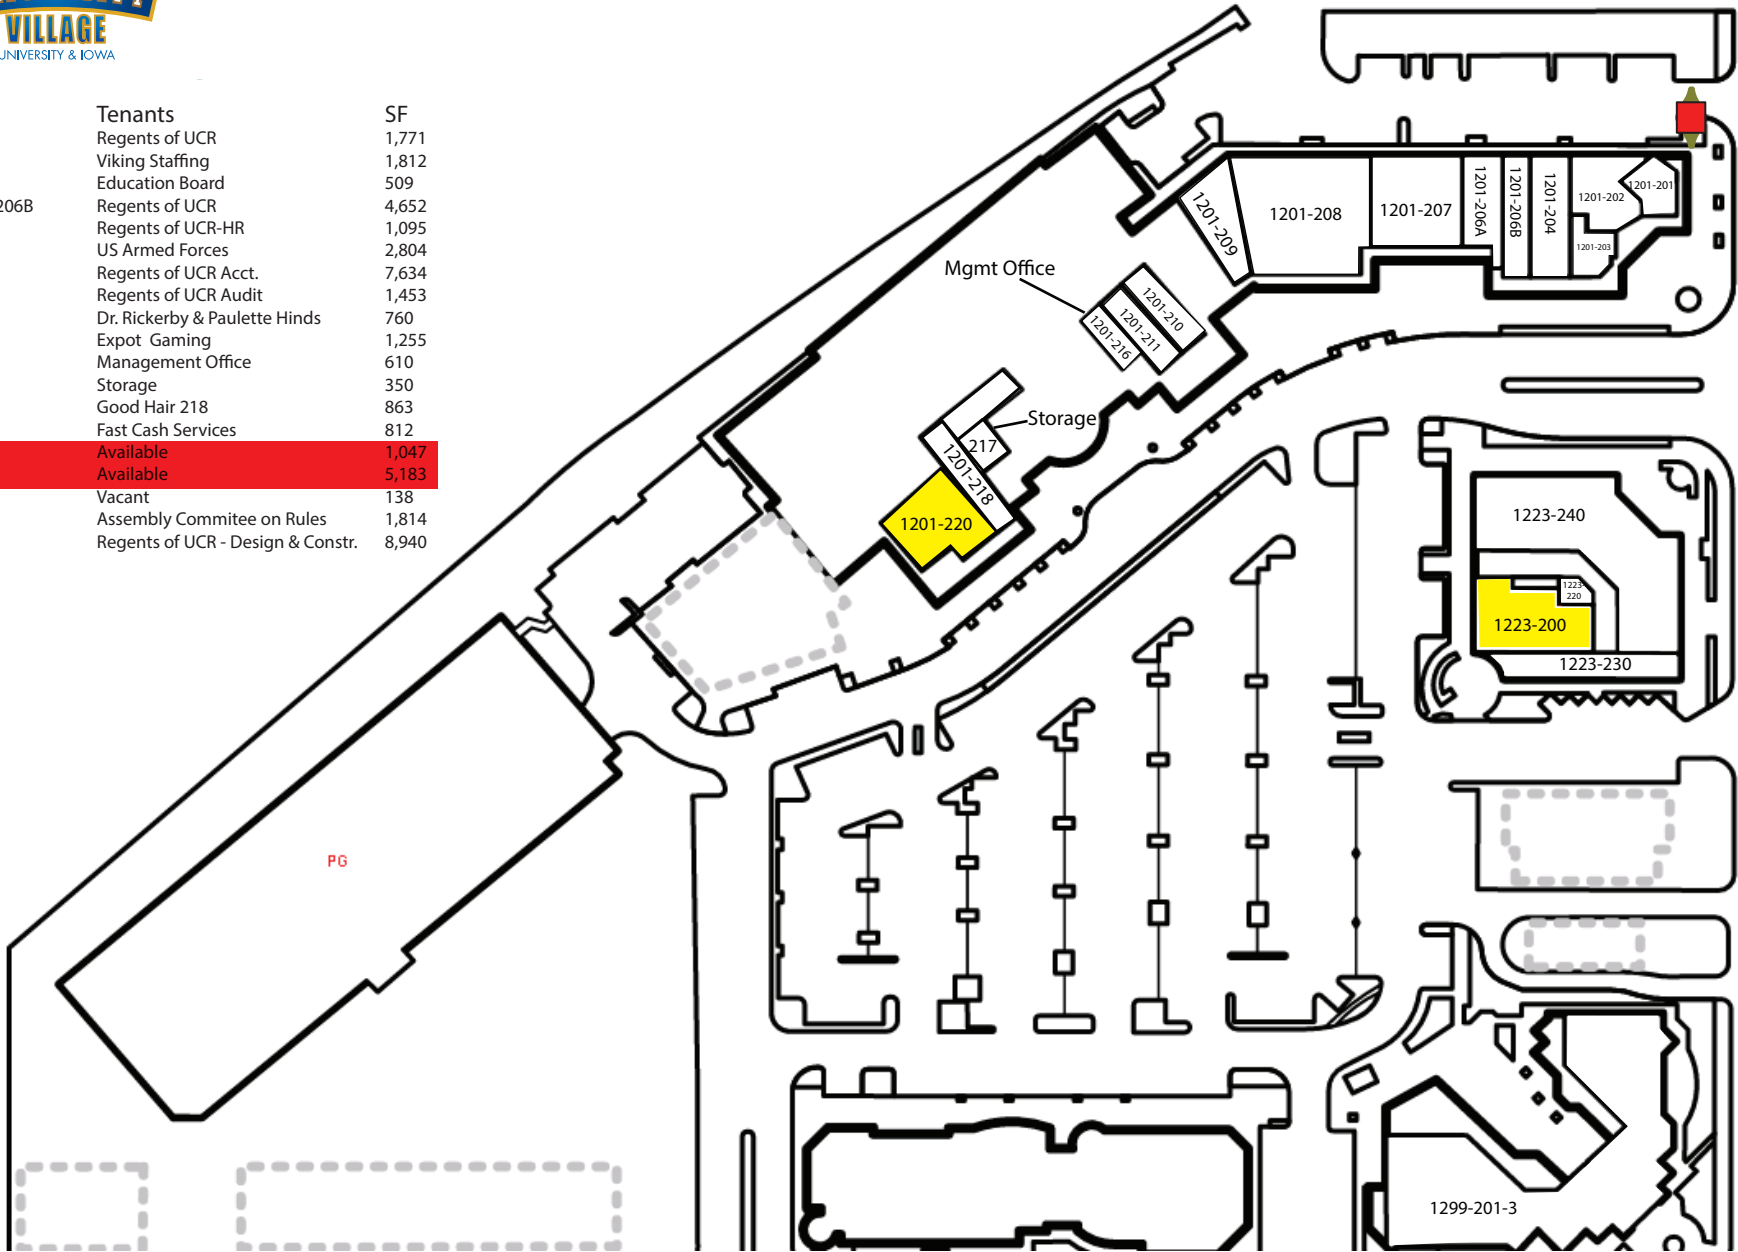 VILLAGE
UNIVERSITY & IOWA
Tenants SF
Regents of UCR 1,771
Viking Staffing 1,812
Education Board 509
206B Regents of UCR 4,652
Regents of UCR-HR 1,095
US Armed Forces 2,804
Regents of UCR Acct. 7,634
Regents of UCR Audit 1,453
Dr. Rickerby & Paulette Hinds 760
Expot Gaming 1,255
Management Office 610
Storage 350
Good Hair 218 863
Fast Cash Services 812
Available 1,047
Available 5,183
Vacant 138
Assembly Commitee on Rules 1,814
Regents of UCR - Design & Constr. 8,940
1201-209
1201-208
1201-207
1201-206A
1201-206B
1201-204
1201-202
1201-201
1201-203
Mgmt Office
1201-210
1201-211
1201-216
Storage
217
1201-218
1201-220
1223-240
1223-
220
1223-200
1223-230
PG
1299-201-3